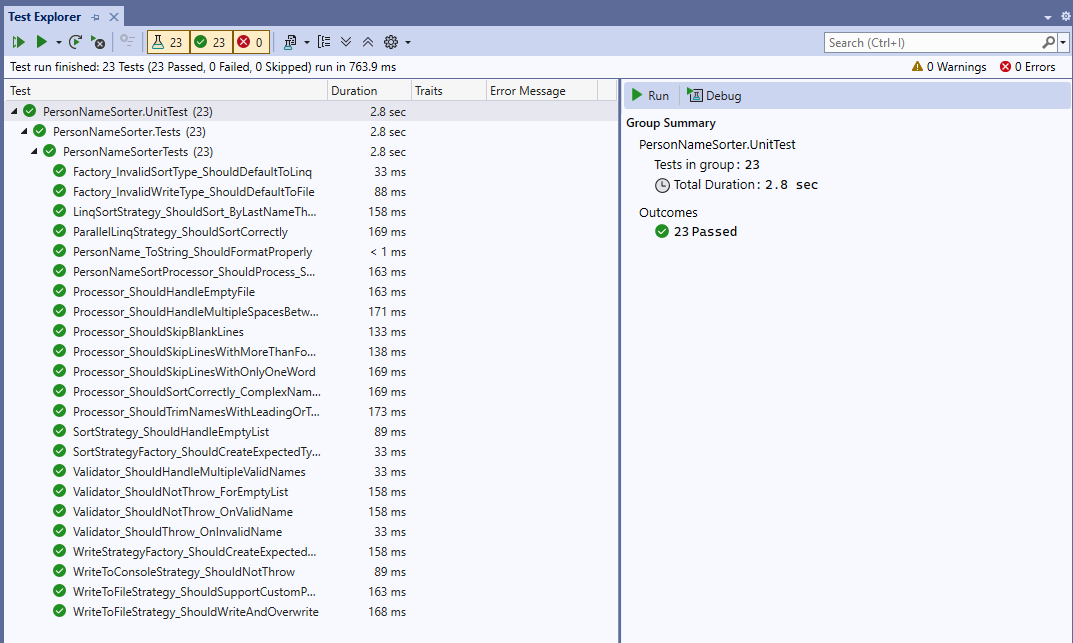 Test Explorer
23 23 0
Search (Ctrl+I)
Test run finished: 23 Tests (23 Passed, 0 Failed, 0 Skipped) run in 763.9 ms
0 Warnings 0 Errors
Test Duration Traits Error Message
PersonNameSorter.UnitTest (23) 2.8 sec
PersonNameSorter.Tests (23) 2.8 sec
PersonNameSorterTests (23) 2.8 sec
Factory_InvalidSortType_ShouldDefaultToLinq 33 ms
Factory_InvalidWriteType_ShouldDefaultToFile 88 ms
LinqSortStrategy_ShouldSort_ByLastNameTh... 158 ms
ParallelLinqStrategy_ShouldSortCorrectly 169 ms
PersonName_ToString_ShouldFormatProperly < 1 ms
PersonNameSortProcessor_ShouldProcess_S... 163 ms
Processor_ShouldHandleEmptyFile 163 ms
Processor_ShouldHandleMultipleSpacesBetw... 171 ms
Processor_ShouldSkipBlankLines 133 ms
Processor_ShouldSkipLinesWithMoreThanFo... 138 ms
Processor_ShouldSkipLinesWithOnlyOneWord 169 ms
Processor_ShouldSortCorrectly_ComplexNam... 169 ms
Processor_ShouldTrimNamesWithLeadingOrT... 173 ms
SortStrategy_ShouldHandleEmptyList 89 ms
SortStrategyFactory_ShouldCreateExpectedTy... 33 ms
Validator_ShouldHandleMultipleValidNames 33 ms
Validator_ShouldNotThrow_ForEmptyList 158 ms
Validator_ShouldNotThrow_OnValidName 158 ms
Validator_ShouldThrow_OnInvalidName 33 ms
WriteStrategyFactory_ShouldCreateExpected... 158 ms
WriteToConsoleStrategy_ShouldNotThrow 89 ms
WriteToFileStrategy_ShouldSupportCustomP... 163 ms
WriteToFileStrategy_ShouldWriteAndOverwrite 168 ms
Run Debug
Group Summary
PersonNameSorter.UnitTest
Tests in group: 23
Total Duration: 2.8 sec
Outcomes
23 Passed